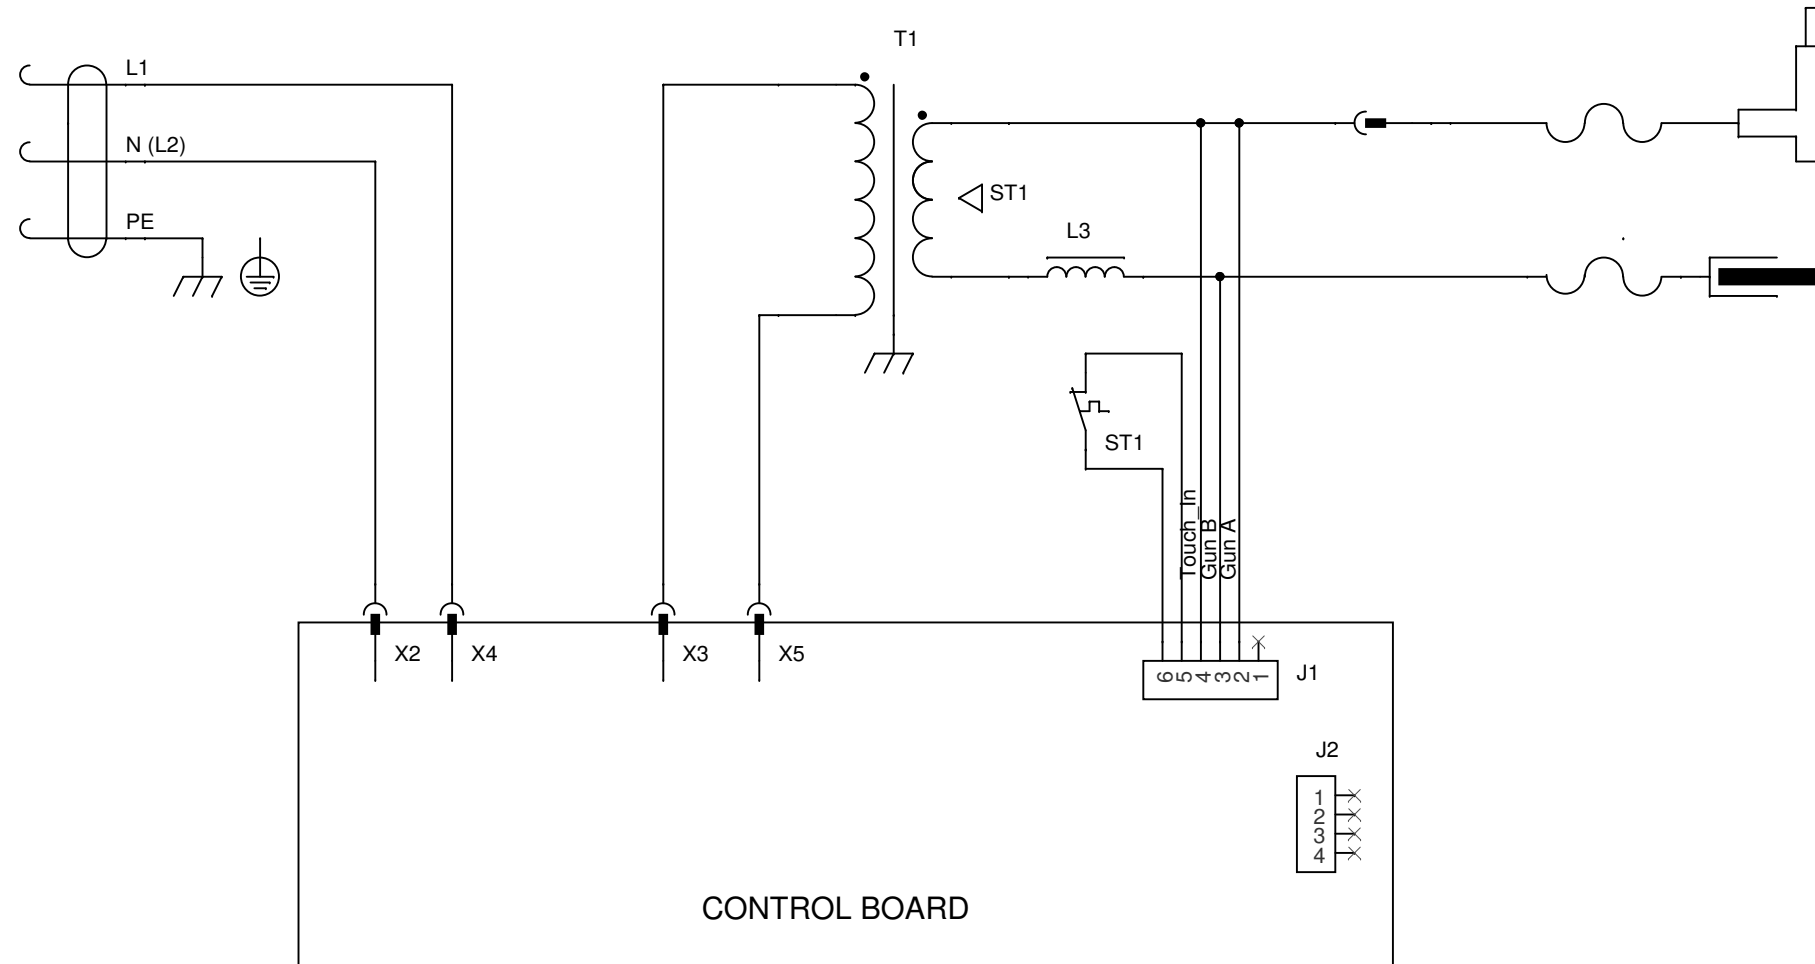 T1
L1
N (L2)
PE
ST1
L3
ST1
Touch_In
Gun B
Gun A
X2
X4
X3
X5
6 5 4 3 2 1
J1
J2
1
2
3
4
CONTROL BOARD